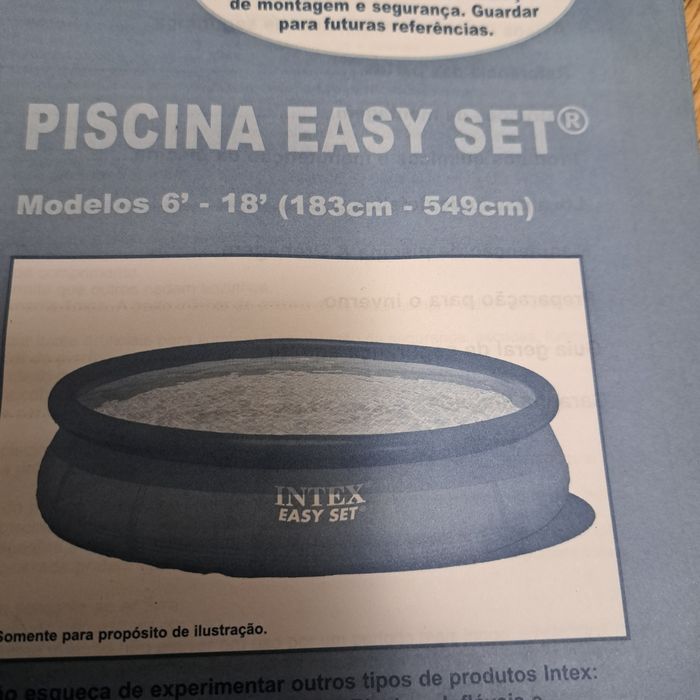 de montagem e segurança. Guardar
para futuras referências.
PISCINA EASY SET®
Modelos 6' - 18' (183cm - 549cm)
INTEX
EASY SET®
Somente para propósito de ilustração.
esqueça de experimentar outros tipos de produtos Intex: